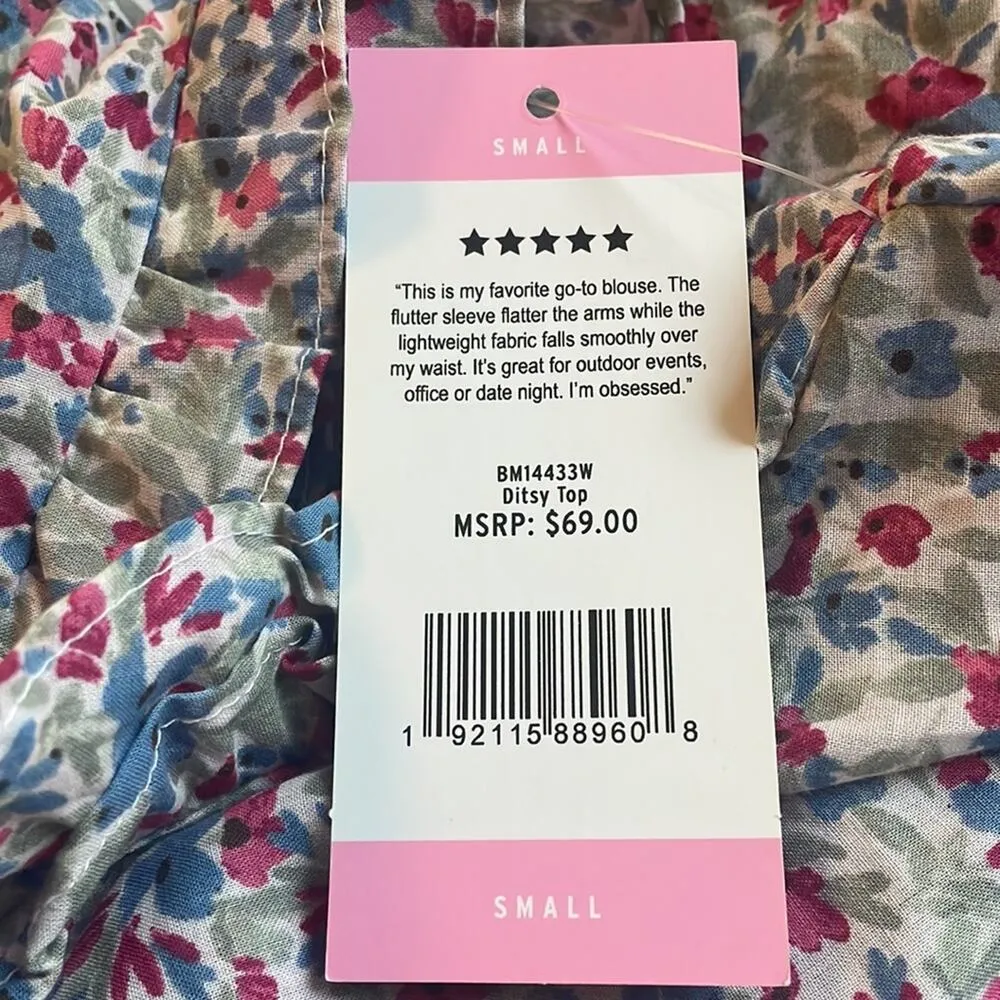 SMALL
★★★★★
“This is my favorite go-to blouse. The
flutter sleeve flatter the arms while the
lightweight fabric falls smoothly over
my waist. It's great for outdoor events,
office or date night. I'm obsessed.”
BM14433W
Ditsy Top
MSRP: $69.00
1 92115 88960 8
SMALL